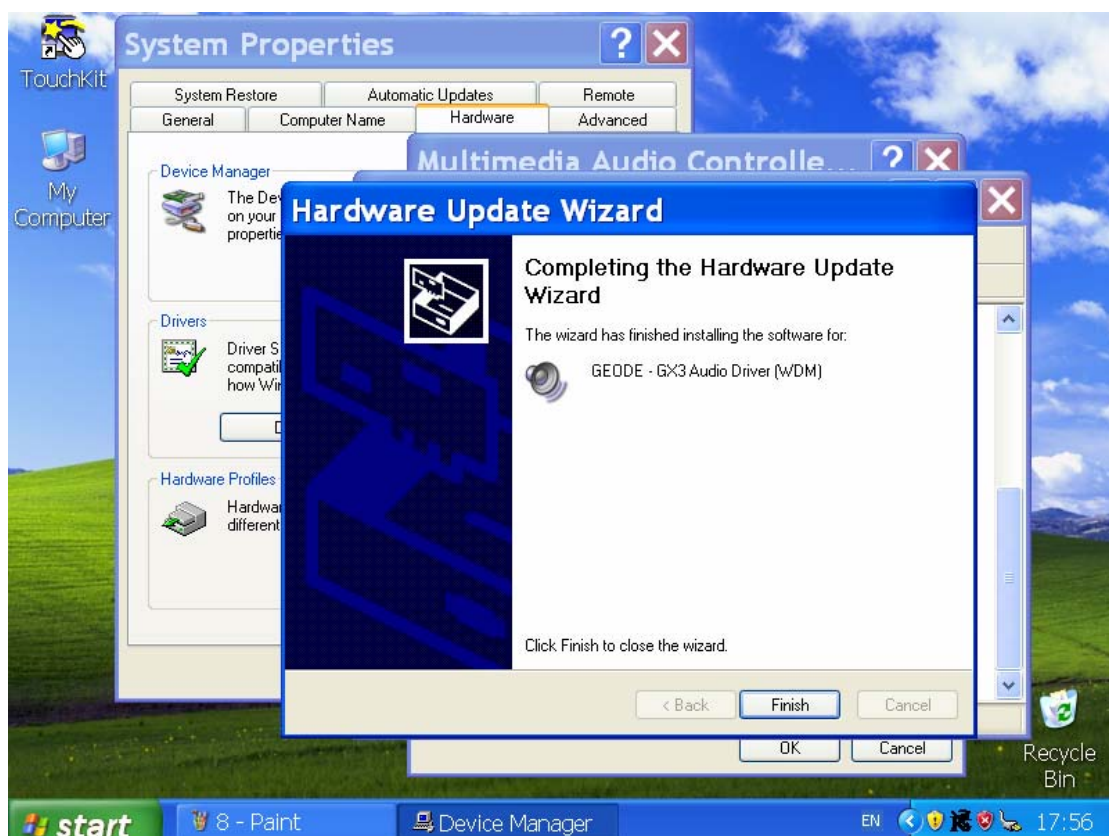 TouchKit
My
Computer
System Properties
System Restore
Automatic Updates
Remote
General
Computer Name
Hardware
Advanced
Device Manager
The Dev
on your
propertie
Drivers
Driver S
compatil
how Win
Hardware Profiles
Hardwar
different
Multimedia Audio Controlle...
Hardware Update Wizard
Completing the Hardware Update
Wizard
The wizard has finished installing the software for:
GEODE - GX3 Audio Driver (WDM)
Click Finish to close the wizard.
< Back
Finish
Cancel
OK
Cancel
Recycle
Bin
start
8 - Paint
Device Manager
EN
17:56